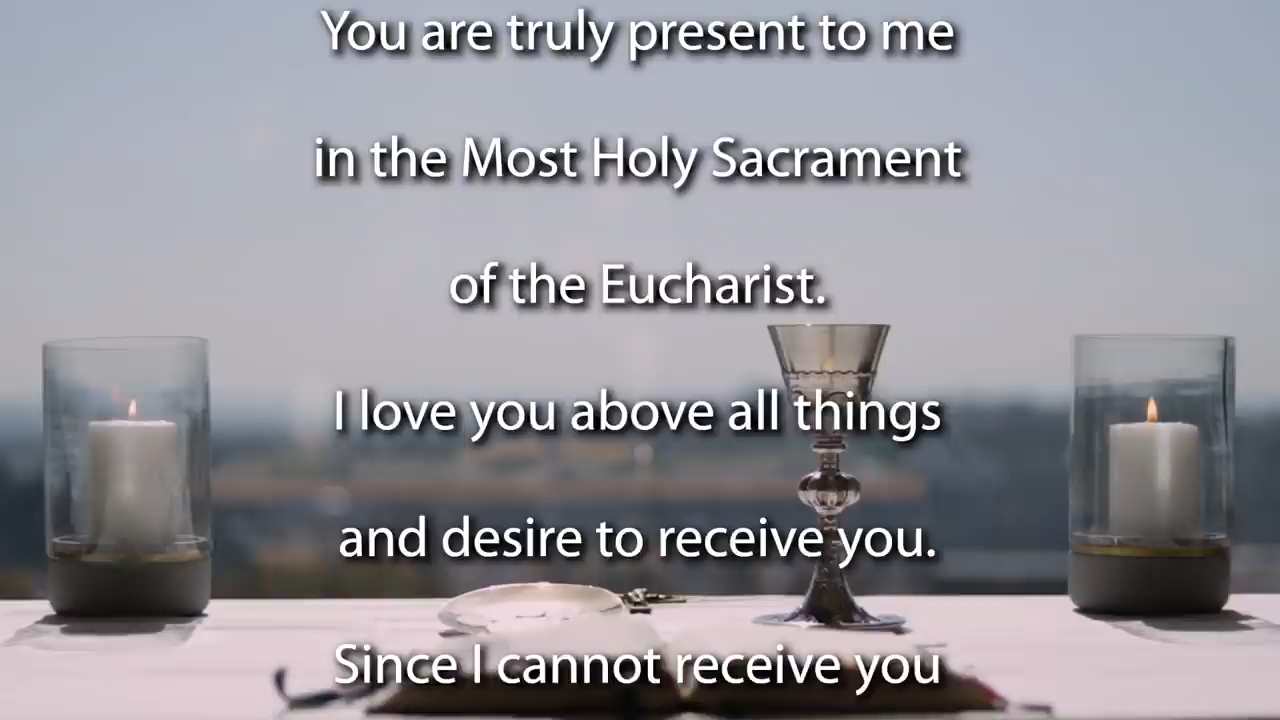 You are truly present to me
in the Most Holy Sacrament
of the Eucharist.
I love you above all things
and desire to receive you.
Since I cannot receive you